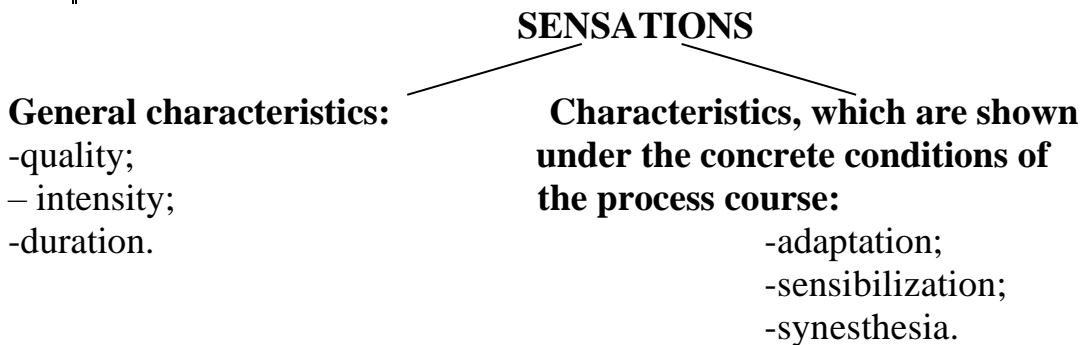 SENSATIONS
General characteristics:
-quality;
– intensity;
-duration.
Characteristics, which are shown
under the concrete conditions of
the process course:
-adaptation;
-sensibilization;
-synesthesia.